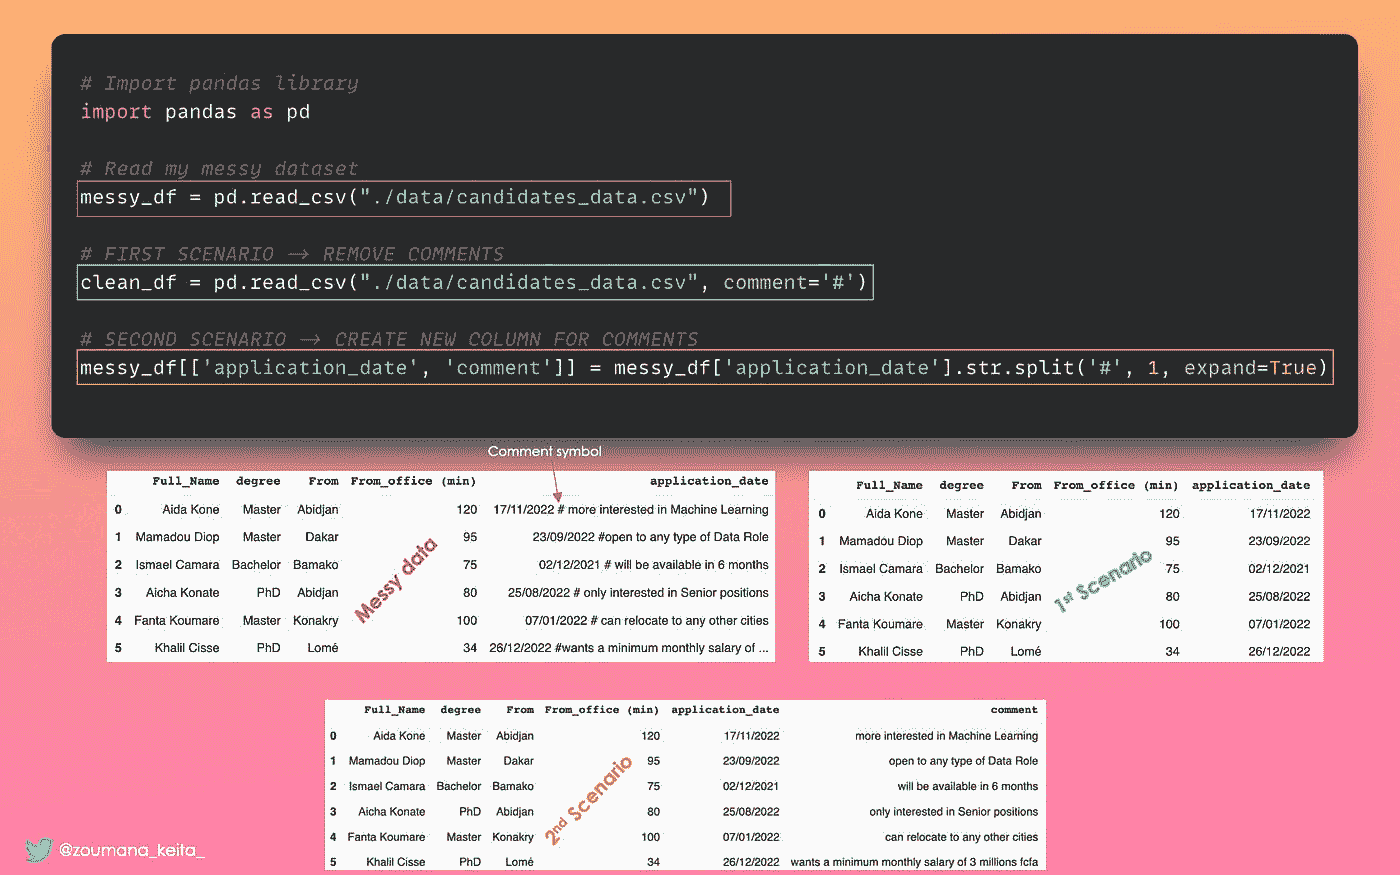 # Import pandas library
import pandas as pd
# Read my messy dataset
messy_df = pd.read_csv("./data/candidates_data.csv")
# FIRST SCENARIO → REMOVE COMMENTS
clean_df = pd.read_csv("./data/candidates_data.csv", comment='#')
# SECOND SCENARIO → CREATE NEW COLUMN FOR COMMENTS
messy_df[['application_date', 'comment']] = messy_df['application_date'].str.split('#', 1, expand=True)
Comment symbol
Full_Name degree From From_office (min) application_date
0 Aida Kone Master Abidjan 120 17/11/2022 # more interested in Machine Learning
1 Mamadou Diop Master Dakar 95 23/09/2022 #open to any type of Data Role
2 Ismael Camara Bachelor Bamako 75 02/12/2021 # will be available in 6 months
3 Aicha Konate PhD Abidjan 80 25/08/2022 # only interested in Senior positions
4 Fanta Koumare Master Konakry 100 07/01/2022 # can relocate to any other cities
5 Khalil Cisse PhD Lomé 34 26/12/2022 #wants a minimum monthly salary of ...
Messy data
Full_Name degree From From_office (min) application_date
0 Aida Kone Master Abidjan 120 17/11/2022
1 Mamadou Diop Master Dakar 95 23/09/2022
2 Ismael Camara Bachelor Bamako 75 02/12/2021
3 Aicha Konate PhD Abidjan 80 25/08/2022
4 Fanta Koumare Master Konakry 100 07/01/2022
5 Khalil Cisse PhD Lomé 34 26/12/2022
1st Scenario
Full_Name degree From From_office (min) application_date comment
0 Aida Kone Master Abidjan 120 17/11/2022 more interested in Machine Learning
1 Mamadou Diop Master Dakar 95 23/09/2022 open to any type of Data Role
2 Ismael Camara Bachelor Bamako 75 02/12/2021 will be available in 6 months
3 Aicha Konate PhD Abidjan 80 25/08/2022 only interested in Senior positions
4 Fanta Koumare Master Konakry 100 07/01/2022 can relocate to any other cities
5 Khalil Cisse PhD Lomé 34 26/12/2022 wants a minimum monthly salary of 3 millions fcfa
2nd Scenario
@zoumana_keita_